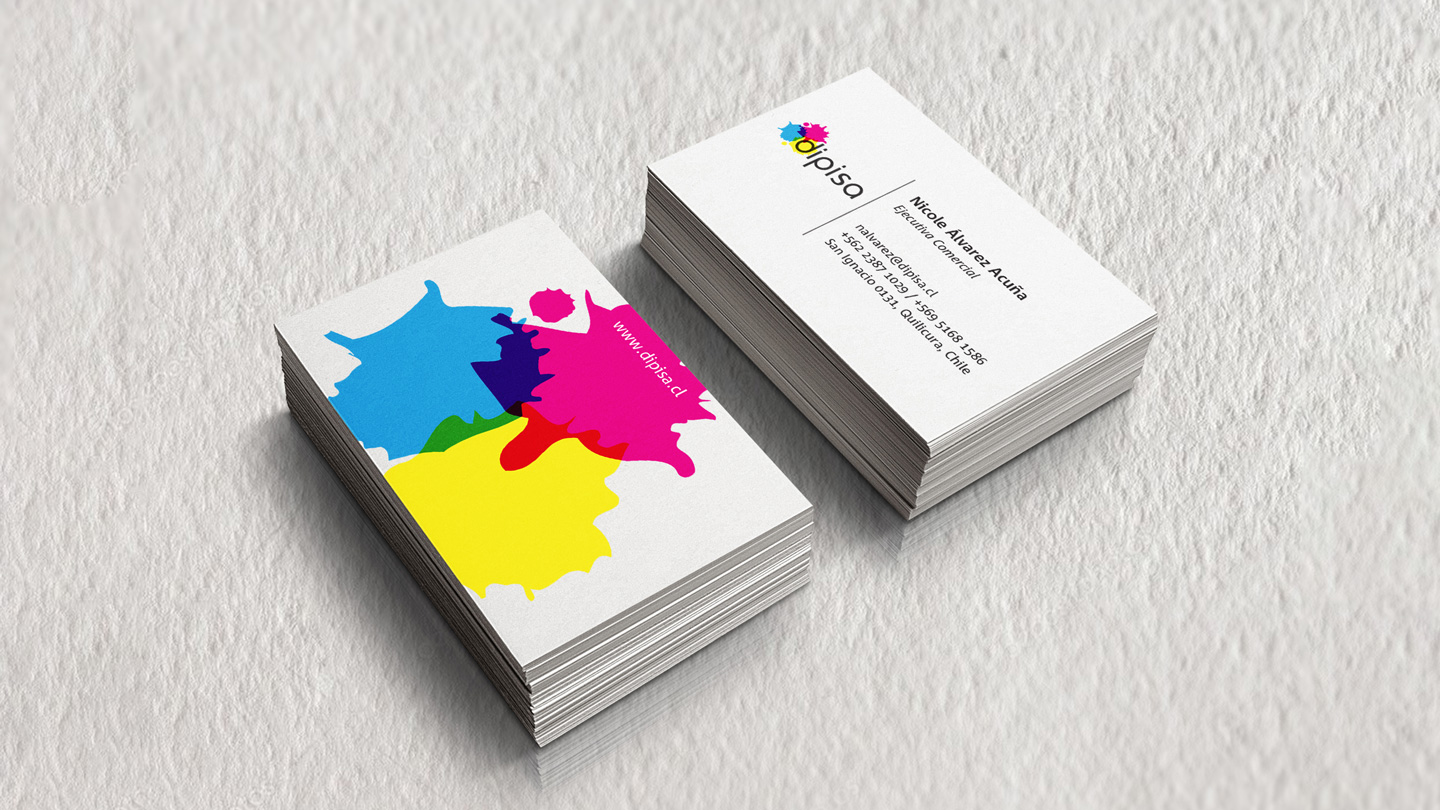 www.dipisa.cl
dipisa
Nicole Álvarez Acuña
Ejecutiva Comercial
nalvarez@dipisa.cl
+562 2387 1029 / +569 5168 1586
San Ignacio 0131, Quilicura, Chile